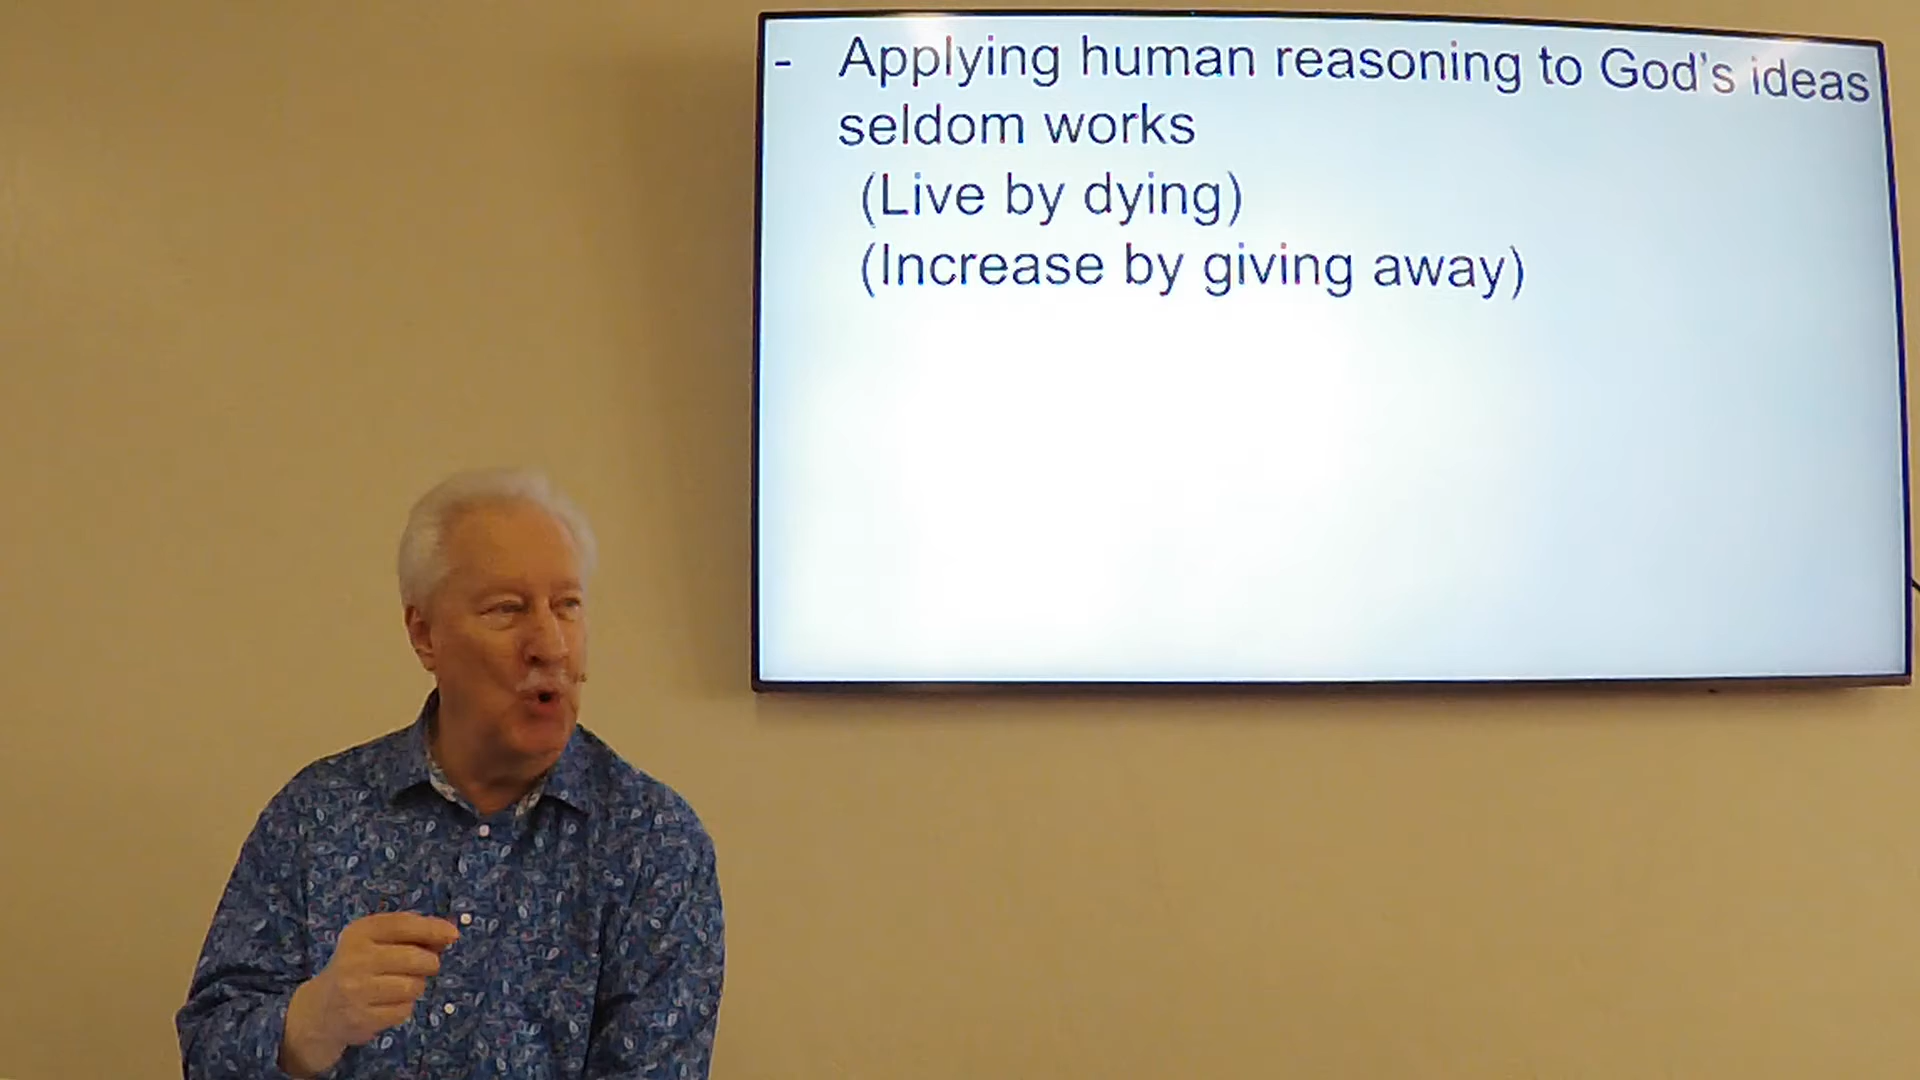 - Applying human reasoning to God's ideas
seldom works
(Live by dying)
(Increase by giving away)